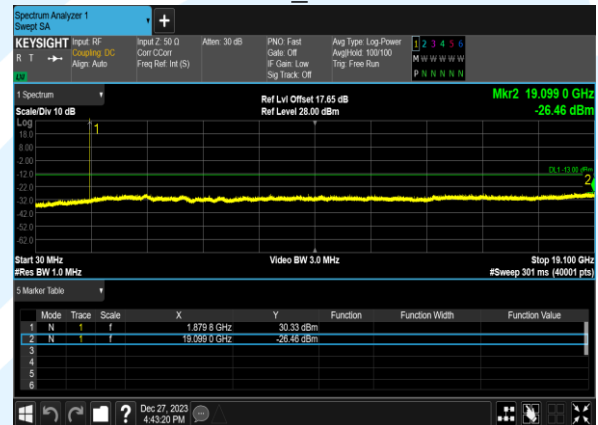 Spectrum Analyzer 1
Swept SA
KEYSIGHT Input: RF Input Z: 50 Ω Atten: 30 dB PNO: Fast Avg Type: Log-Power 1 2 3 4 5 6
R T Coupling: DC Corr CCorr Gate: Off Avg|Hold: 100/100 M W W W W W
Align: Auto Freq Ref: Int (S) IF Gain: Low Trig: Free Run
Sig Track: Off P N N N N N
LVI
1 Spectrum Ref Lvl Offset 17.65 dB Mkr2 19.099 0 GHz
Scale/Div 10 dB Ref Level 28.00 dBm -26.46 dBm
Log
1
18.0
8.00
-2.00
DL1 -13.00 dBm
-12.0
2
-22.0
-32.0
-42.0
-52.0
-62.0
Start 30 MHz Video BW 3.0 MHz Stop 19.100 GHz
#Res BW 1.0 MHz #Sweep 301 ms (40001 pts)
5 Marker Table
Mode Trace Scale X Y Function Function Width Function Value
1 N 1 f 1.879 8 GHz 30.33 dBm
2 N 1 f 19.099 0 GHz -26.46 dBm
3
4
5
6
? Dec 27, 2023
4:43:20 PM